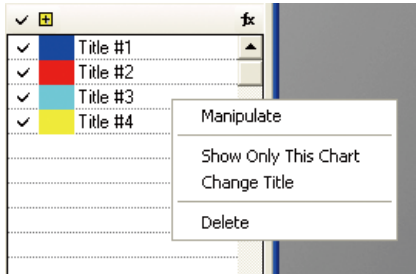 fx
Title #1
Title #2
Title #3
Title #4
Manipulate
Show Only This Chart
Change Title
Delete